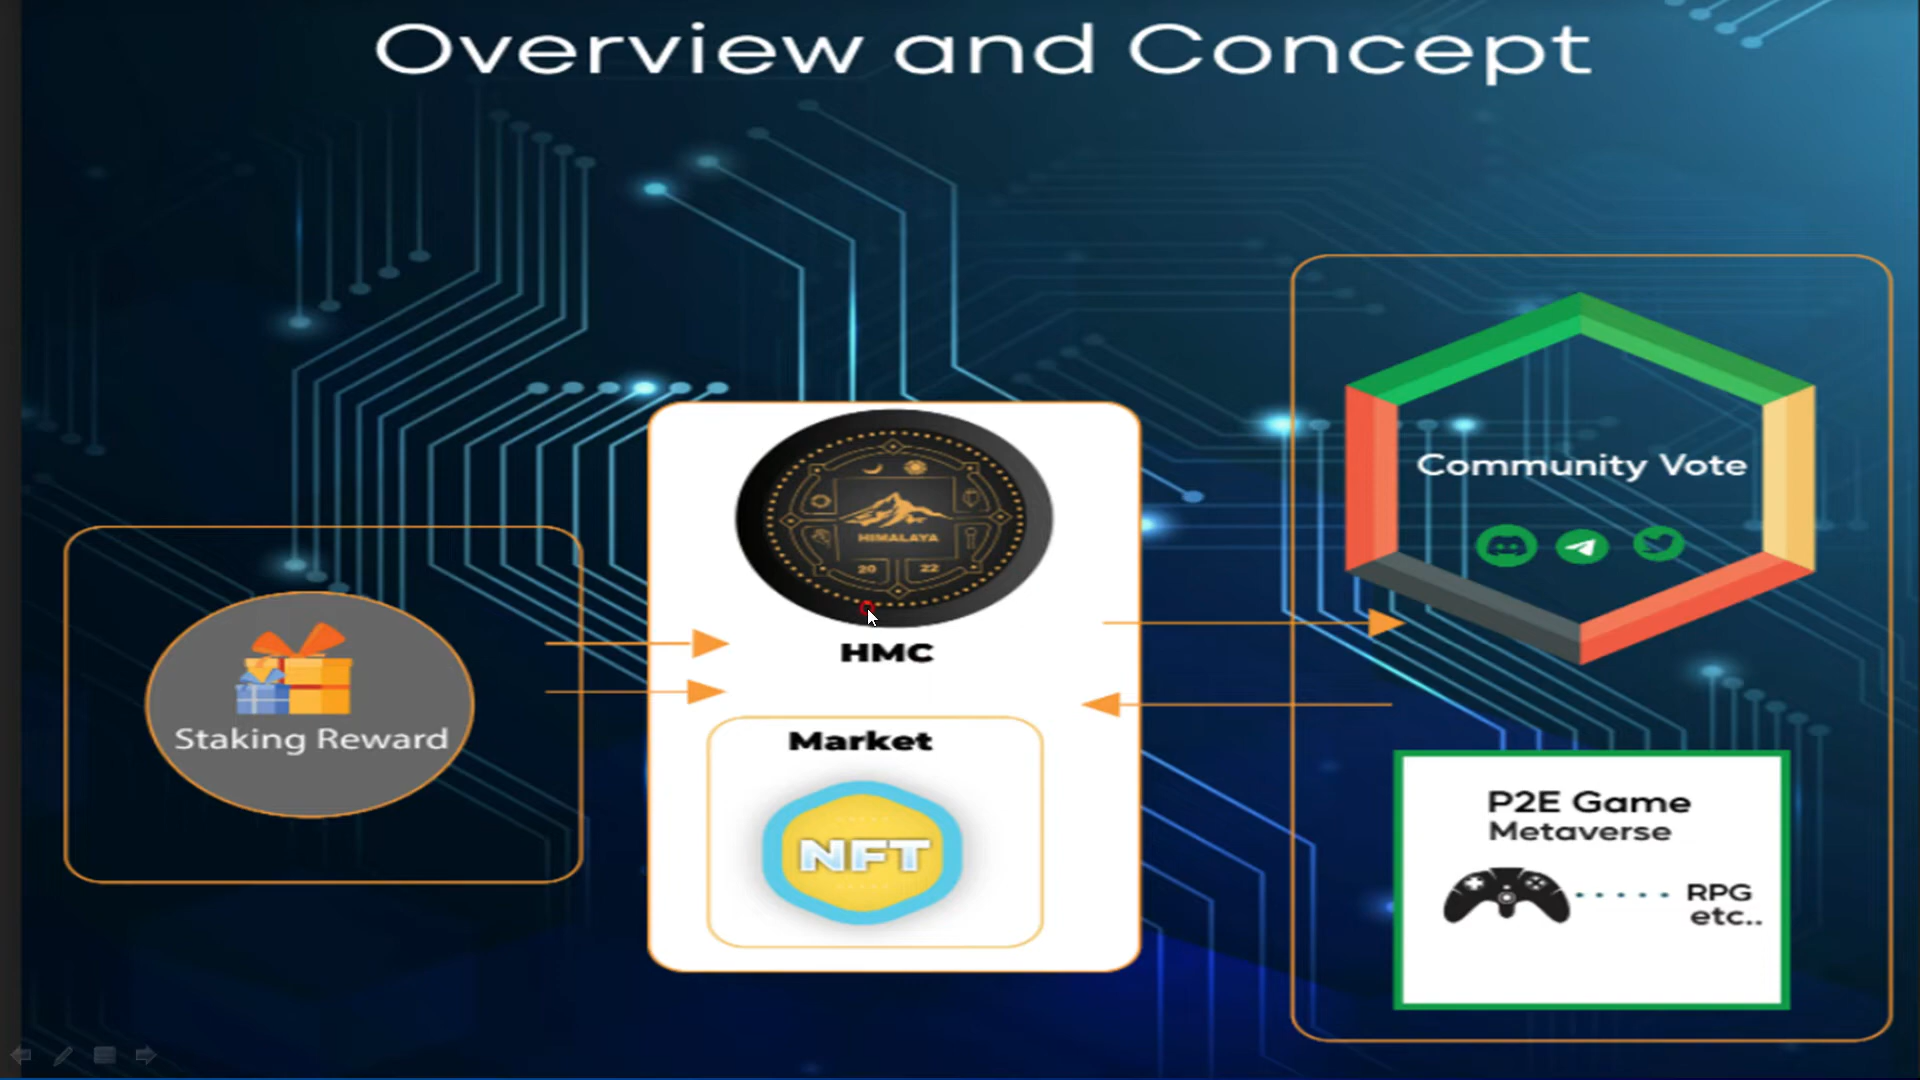 Overview and Concept
Community Vote
HIMALAYA
20 22
HMC
Staking Reward
Market
NFT
P2E Game
Metaverse
RPG
etc..